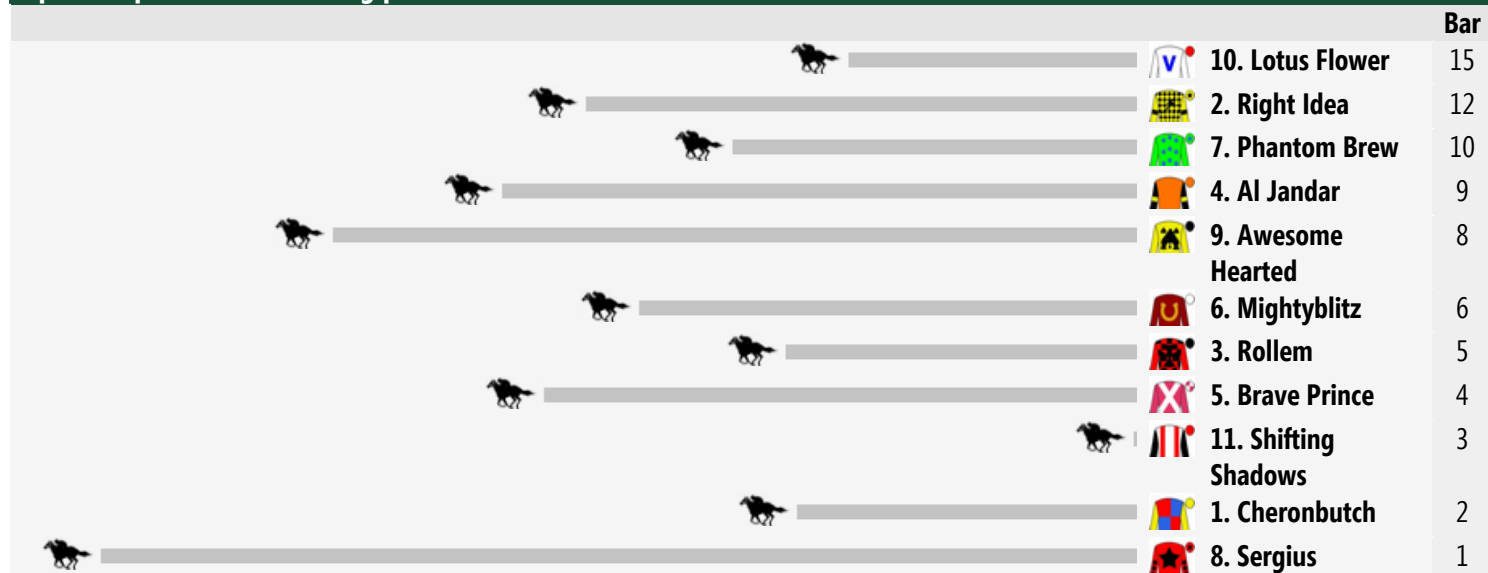 Bar
10. Lotus Flower 15
2. Right Idea 12
7. Phantom Brew 10
4. Al Jandar 9
9. Awesome 8
Hearted
6. Mightyblitz 6
3. Rollem 5
5. Brave Prince 4
11. Shifting 3
Shadows
1. Cheronbutch 2
8. Sergius 1